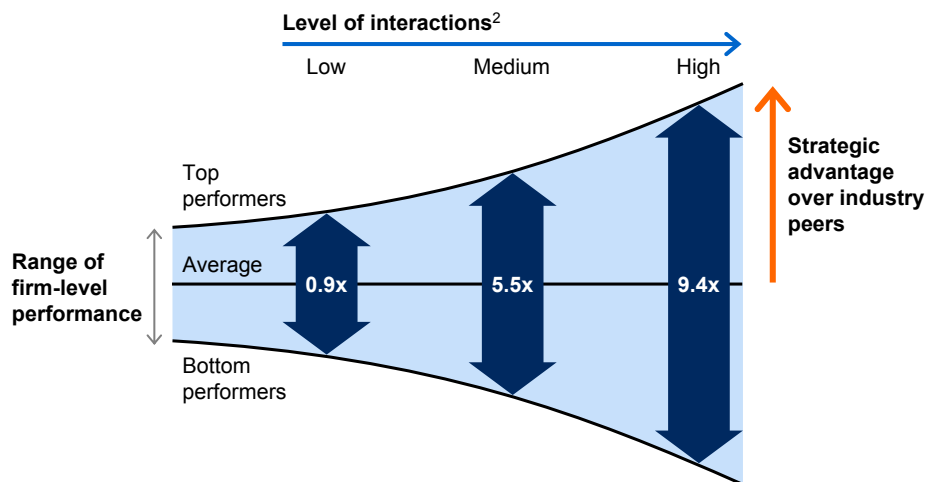 Level of interactions²
Low Medium High
Top
performers
Strategic
advantage
over industry
peers
Range of
firm-level
performance
Average
0.9x 5.5x 9.4x
Bottom
performers